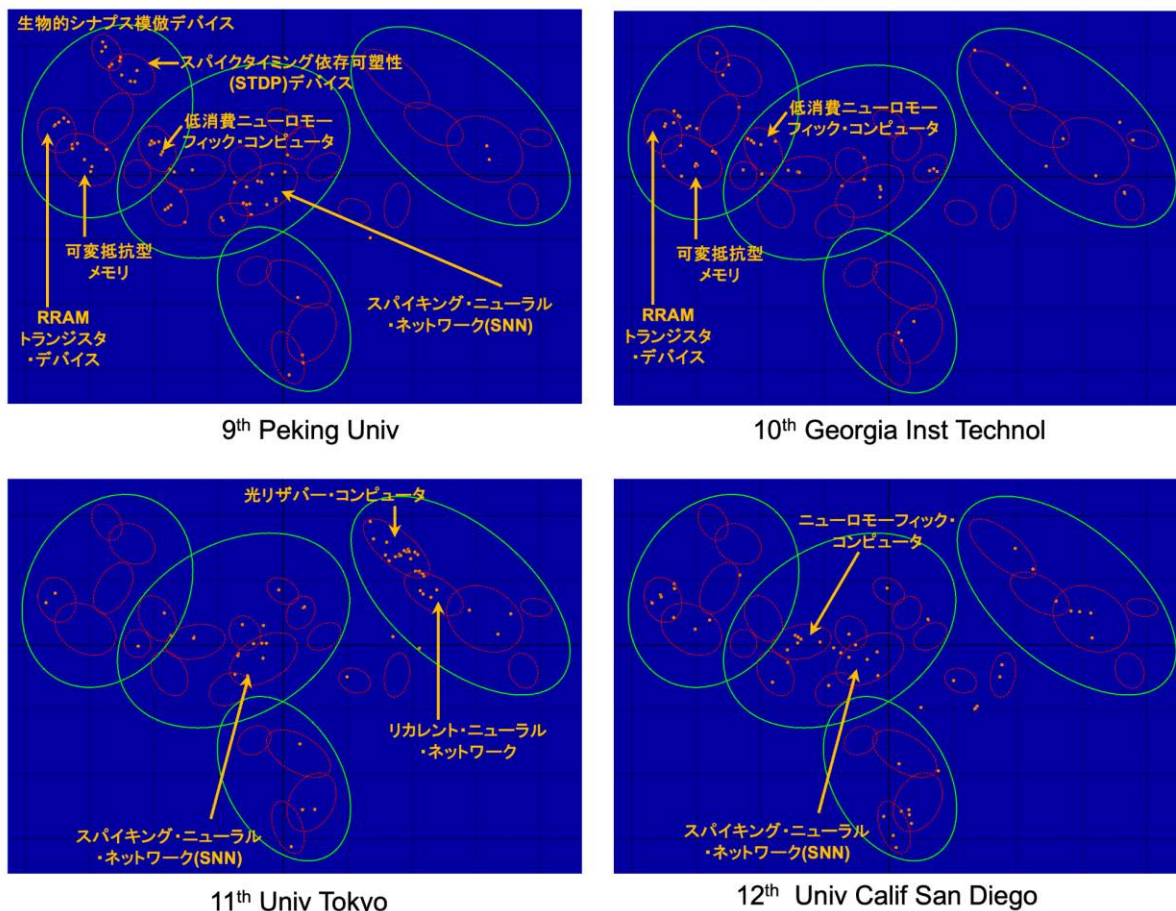 生物的シナプス模倣デバイス
スパイクタイミング依存可塑性
(STDP)デバイス
低消費ニューロモー
フィック・コンピュータ
可変抵抗型
メモリ
RRAM
トランジスタ
・デバイス
スパイキング・ニューラル
・ネットワーク(SNN)
9th Peking Univ
低消費ニューロモー
フィック・コンピュータ
可変抵抗型
メモリ
RRAM
トランジスタ
・デバイス
10th Georgia Inst Technol
光リザバー・コンピュータ
リカレント・ニューラル
・ネットワーク
スパイキング・ニューラル
・ネットワーク(SNN)
11th Univ Tokyo
ニューロモーフィック・
コンピュータ
スパイキング・ニューラル
・ネットワーク(SNN)
12th Univ Calif San Diego